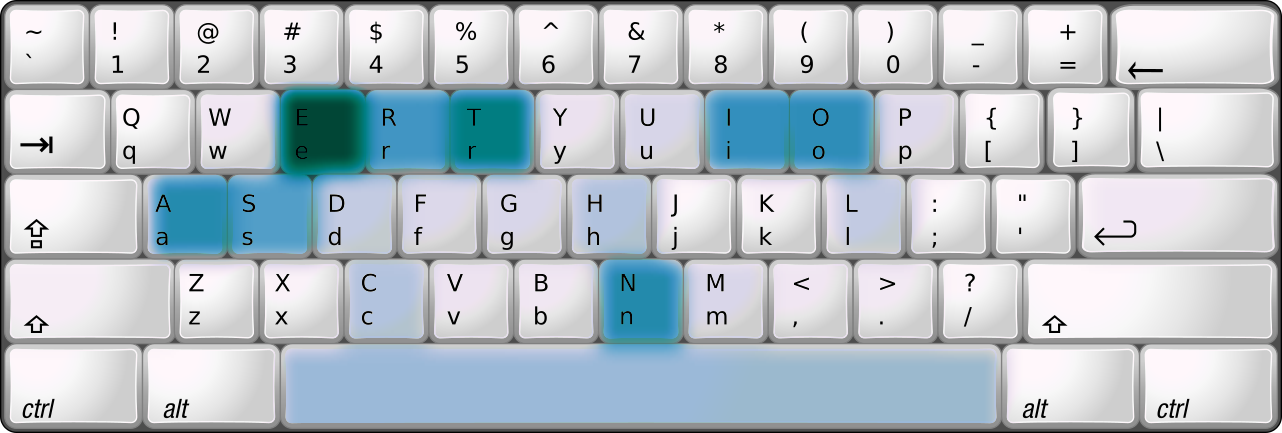 ~ ! @ # $ % ^ & * ( ) _ +
` 1 2 3 4 5 6 7 8 9 0 - =
Q W E R T Y U I O P { } |
q w e r r y u i o p [ ] \
A S D F G H J K L : "
a s d f g h j k l ; '
Z X C V B N M < > ?
z x c v b n m , . /
ctrl alt alt ctrl